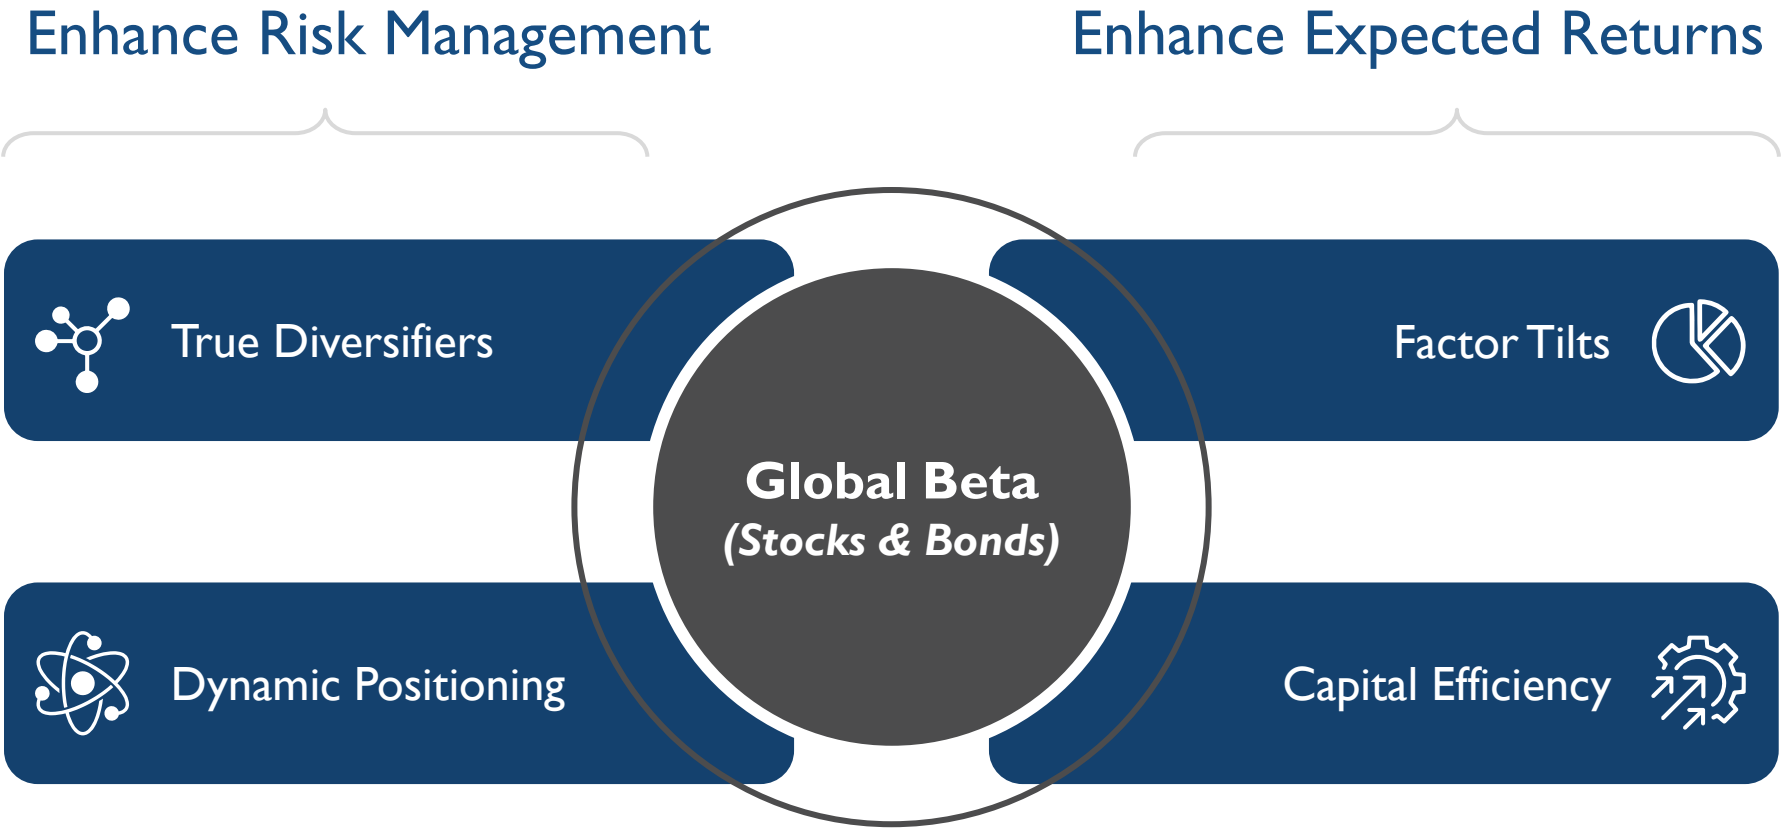 Enhance Risk Management
Enhance Expected Returns
True Diversifiers
Factor Tilts
Global Beta
(Stocks & Bonds)
Dynamic Positioning
Capital Efficiency